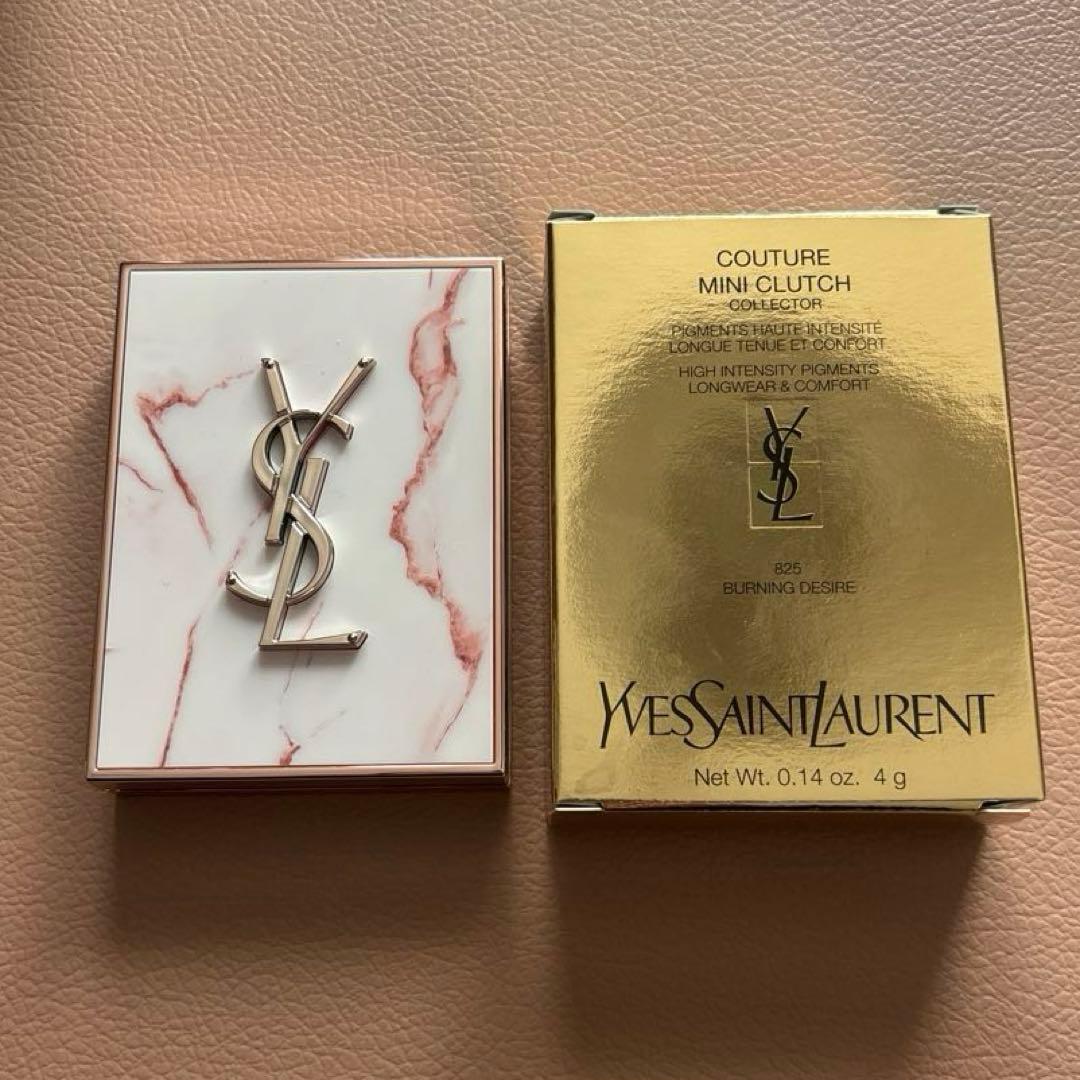 YSL
COUTURE
MINI CLUTCH
COLLECTOR
PIGMENTS HAUTE INTENSITÉ
LONGUE TENUE ET CONFORT
HIGH INTENSITY PIGMENTS
LONGWEAR & COMFORT
YSL
825
BURNING DESIRE
YVESSAINTLAURENT
Net Wt. 0.14 oz. 4 g